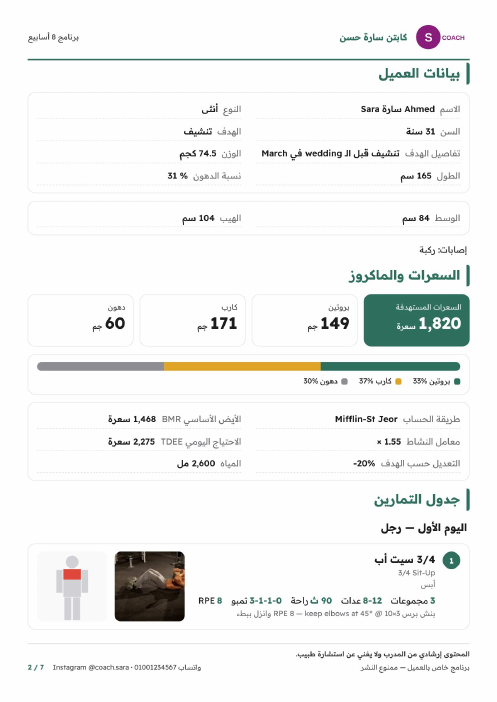 S COACH
كابتن سارة حسن
برنامج 8 أسابيع
بيانات العميل
الاسم Sara سارة Ahmed
النوع أنثى
السن 31 سنة
الهدف تنشيف
تفاصيل الهدف تنشيف قبل الـ wedding في March
الوزن 74.5 كجم
الطول 165 سم
نسبة الدهون % 31
الوسط 84 سم
الهيب 104 سم
إصابات: ركبة
السعرات والماكروز
السعرات المستهدفة
1,820 سعرة
بروتين
149 جم
كارب
171 جم
دهون
60 جم
بروتين 33%
كارب 37%
دهون 30%
طريقة الحساب Mifflin-St Jeor
الأيض الأساسي BMR 1,468 سعرة
معامل النشاط 1.55 ×
الاحتياج اليومي TDEE 2,275 سعرة
التعديل حسب الهدف -20%
المياه 2,600 مل
جدول التمارين
اليوم الأول — رجل
1
3/4 سيت أب
3/4 Sit-Up
أبس
3 مجموعات 8-12 عدات 90 ث راحة 3-1-1-0 تمبو RPE 8
بنش برس 3×10 @ RPE 8 — keep elbows at 45° وانزل ببطء
المحتوى إرشادي من المدرب ولا يغني عن استشارة طبيب.
برنامج خاص بالعميل — ممنوع النشر
واتساب 01001234567 · Instagram @coach.sara
2 / 7